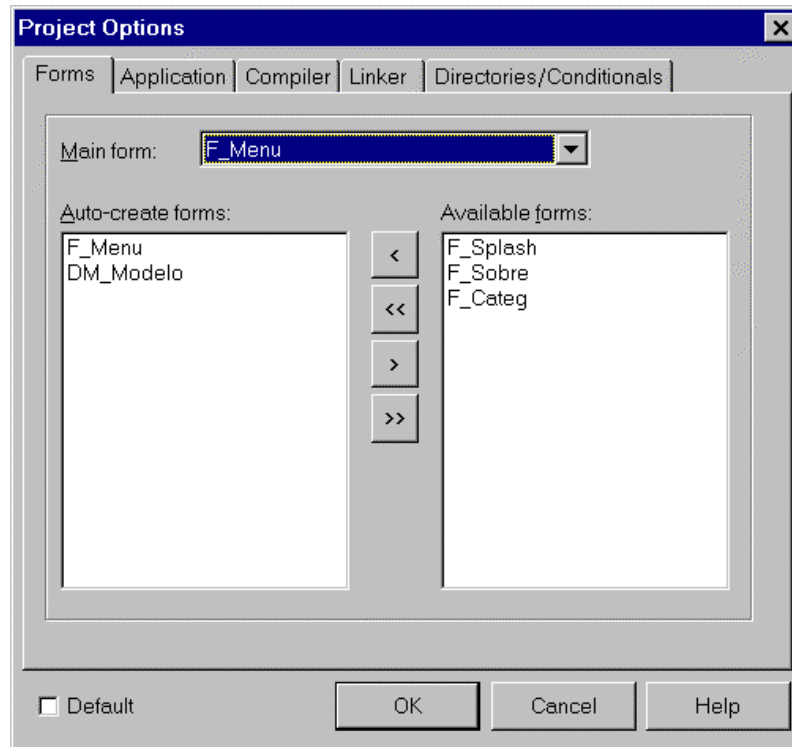 Project Options
Forms Application Compiler Linker Directories/Conditionals
Main form: F_Menu
Auto-create forms: Available forms:
F_Menu F_Splash
DM_Modelo F_Sobre
F_Categ
<
<<
>
>>
Default OK Cancel Help